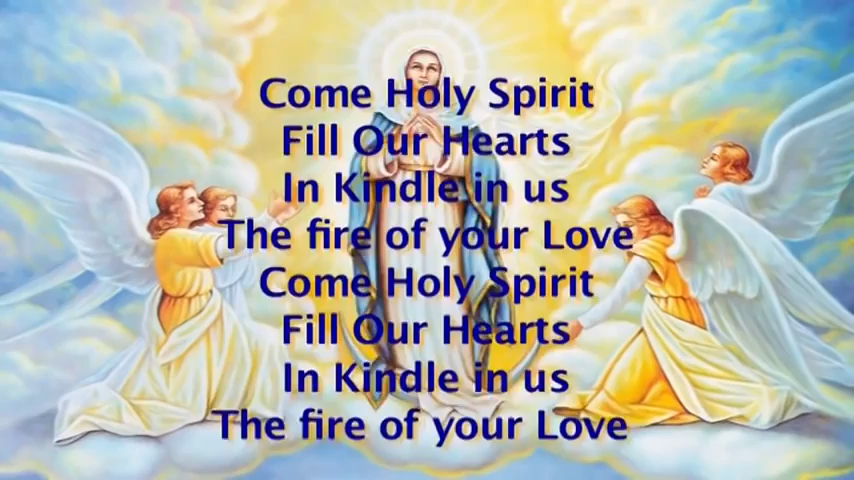 Come Holy Spirit
Fill Our Hearts
In Kindle in us
The fire of your Love
Come Holy Spirit
Fill Our Hearts
In Kindle in us
The fire of your Love